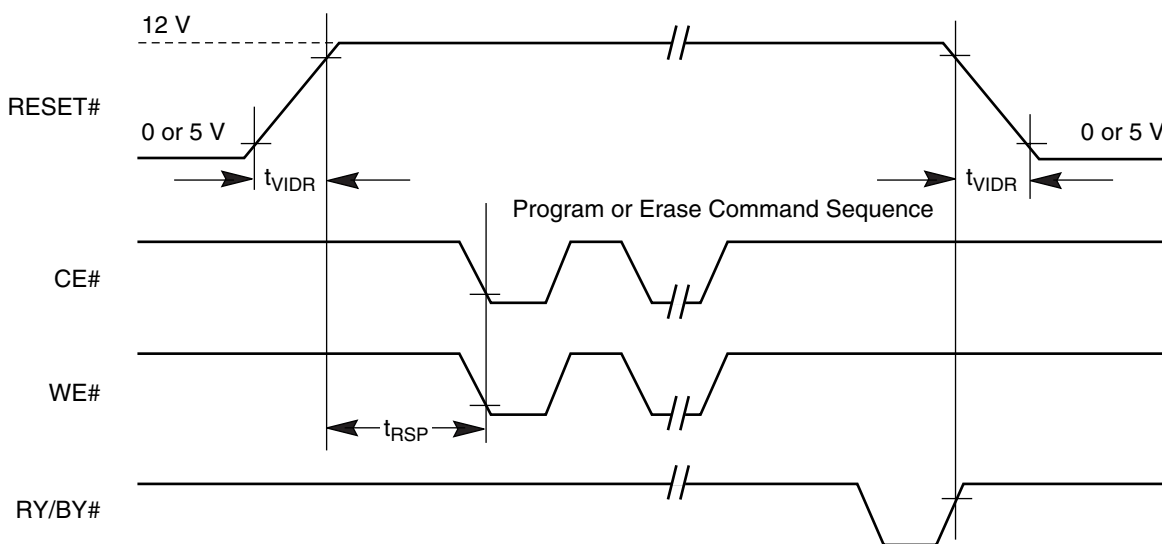 12 V
RESET#
0 or 5 V
0 or 5 V
tVIDR
tVIDR
Program or Erase Command Sequence
CE#
WE#
tRSP
RY/BY#